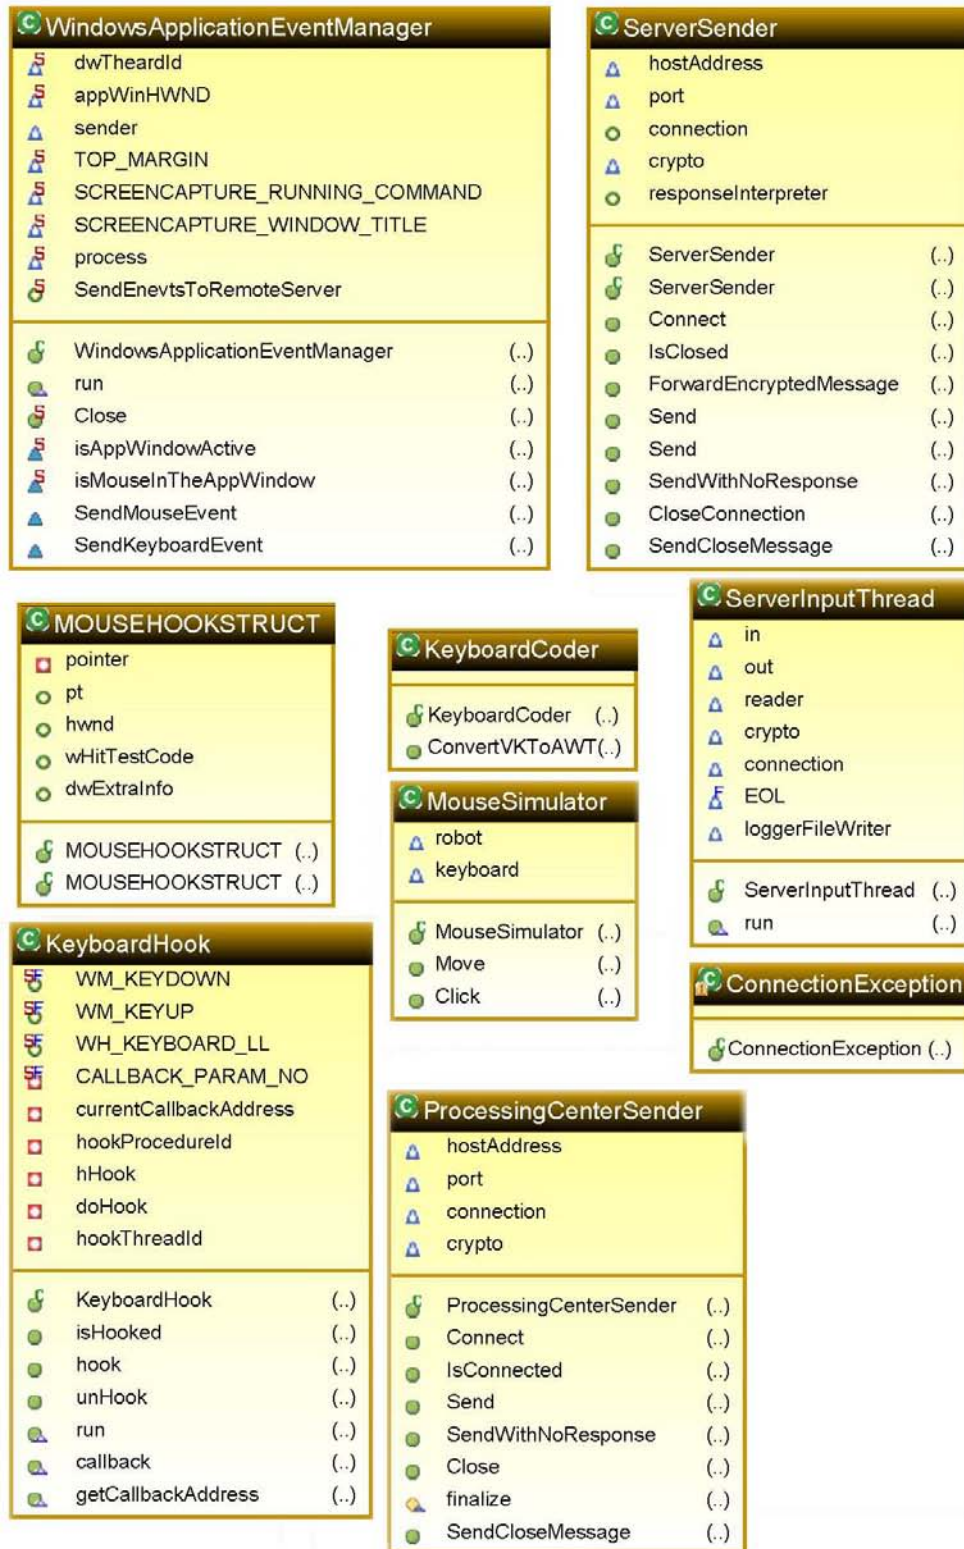 WindowsApplicationEventManager
dwTheardId
appWinHWND
sender
TOP_MARGIN
SCREENCAPTURE_RUNNING_COMMAND
SCREENCAPTURE_WINDOW_TITLE
process
SendEnevtsToRemoteServer
WindowsApplicationEventManager (..)
run (..)
Close (..)
isAppWindowActive (..)
isMouseInTheAppWindow (..)
SendMouseEvent (..)
SendKeyboardEvent (..)
ServerSender
hostAddress
port
connection
crypto
responseInterpreter
ServerSender (..)
ServerSender (..)
Connect (..)
IsClosed (..)
ForwardEncryptedMessage (..)
Send (..)
Send (..)
SendWithNoResponse (..)
CloseConnection (..)
SendCloseMessage (..)
MOUSEHOOKSTRUCT
pointer
pt
hwnd
wHitTestCode
dwExtraInfo
MOUSEHOOKSTRUCT (..)
MOUSEHOOKSTRUCT (..)
KeyboardCoder
KeyboardCoder (..)
ConvertVKToAWT(..)
MouseSimulator
robot
keyboard
MouseSimulator (..)
Move (..)
Click (..)
ServerInputThread
in
out
reader
crypto
connection
EOL
loggerFileWriter
ServerInputThread (..)
run (..)
ConnectionException
ConnectionException (..)
KeyboardHook
WM_KEYDOWN
WM_KEYUP
WH_KEYBOARD_LL
CALLBACK_PARAM_NO
currentCallbackAddress
hookProcedureId
hHook
doHook
hookThreadId
KeyboardHook (..)
isHooked (..)
hook (..)
unHook (..)
run (..)
callback (..)
getCallbackAddress (..)
ProcessingCenterSender
hostAddress
port
connection
crypto
ProcessingCenterSender (..)
Connect (..)
IsConnected (..)
Send (..)
SendWithNoResponse (..)
Close (..)
finalize (..)
SendCloseMessage (..)